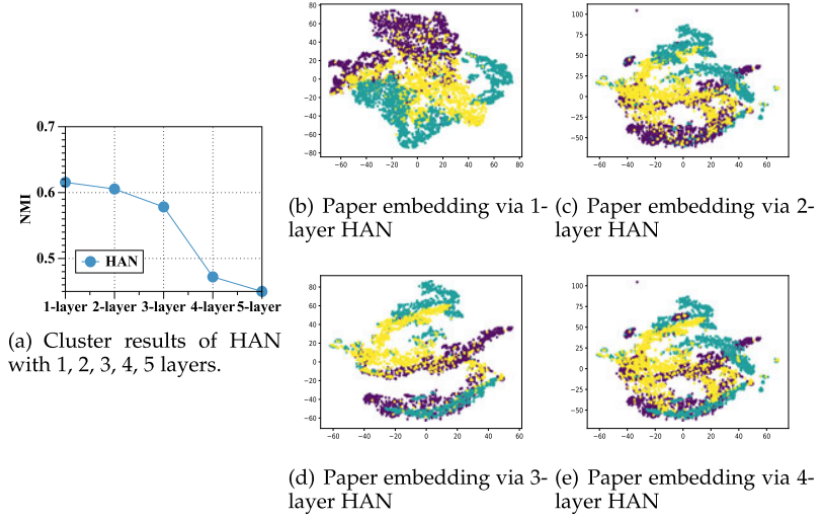 0.7
0.6
0.5
NMI
HAN
1-layer 2-layer 3-layer 4-layer 5-layer
(a) Cluster results of HAN
with 1, 2, 3, 4, 5 layers.
80
60
40
20
0
−20
−40
−60
−80
−60 −40 −20 0 20 40 60 80
(b) Paper embedding via 1-
layer HAN
100
75
50
25
0
−25
−50
−60 −40 −20 0 20 40 60
(c) Paper embedding via 2-
layer HAN
80
60
40
20
0
−20
−40
−60
−60 −40 −20 0 20 40 60
(d) Paper embedding via 3-
layer HAN
100
75
50
25
0
−25
−50
−60 −40 −20 0 20 40 60
(e) Paper embedding via 4-
layer HAN